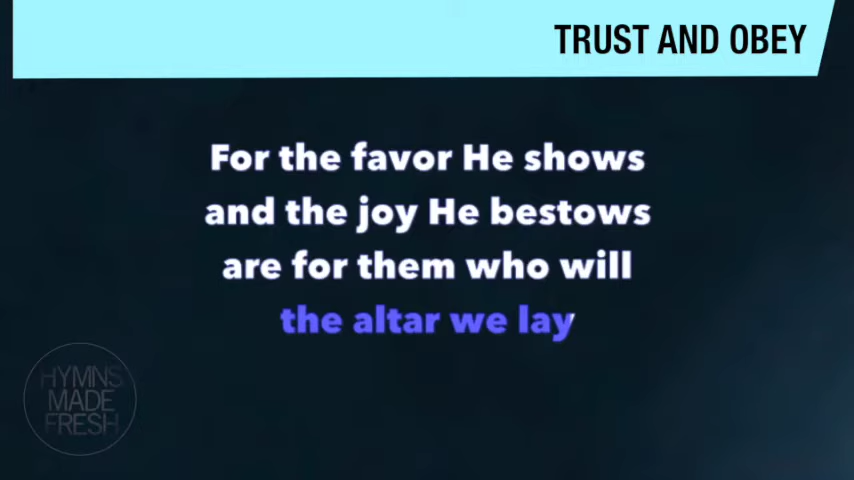 TRUST AND OBEY
For the favor He shows
and the joy He bestows
are for them who will
the altar we lay
HYMNS
MADE
FRESH